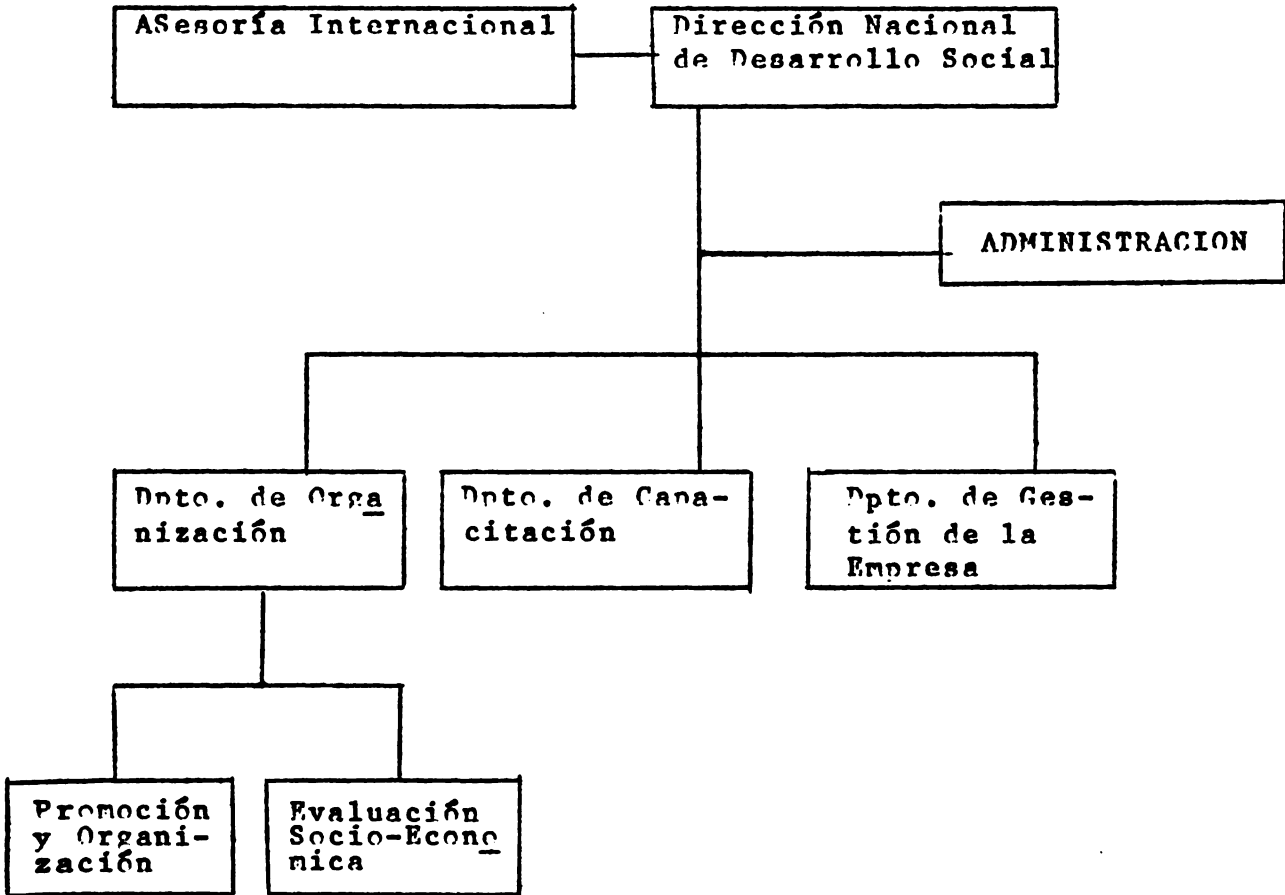 ASesoría Internacional
Dirección Nacional
de Desarrollo Social
ADMINISTRACION
Dpto. de Orga
nización
Dpto. de Capa-
citación
Dpto. de Ges-
tión de la
Empresa
Promoción
y Organi-
zación
Evaluación
Socio-Econo
mica